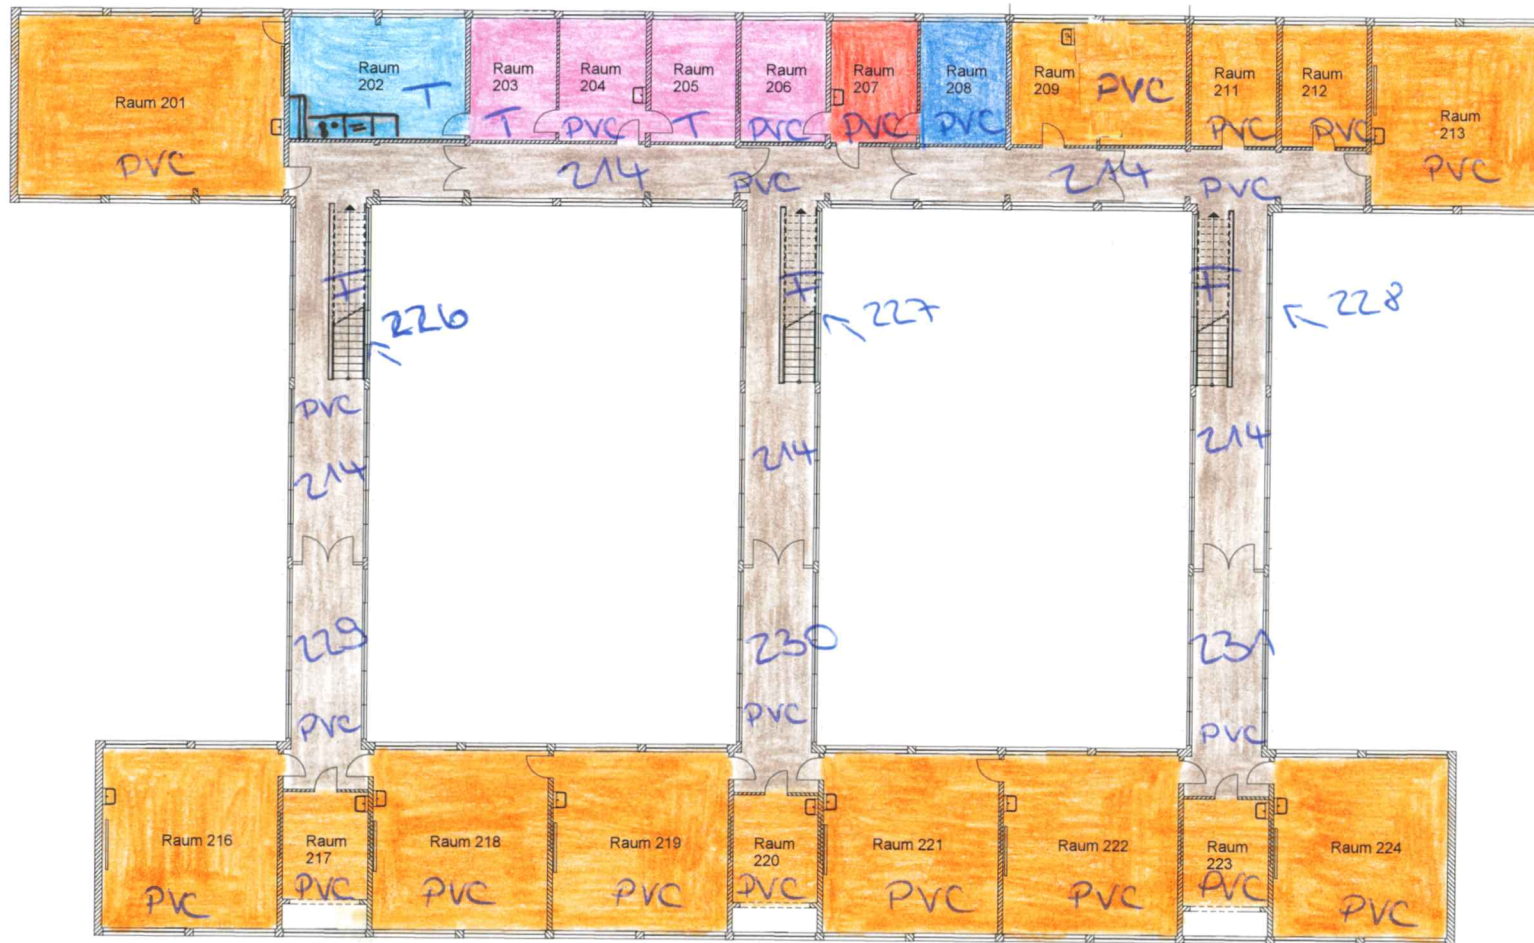 Raum 201
PVC
Raum
202
T
Raum
203
T
Raum
204
PVC
Raum
205
T
Raum
206
PVC
Raum
207
PVC
Raum
208
PVC
Raum
209
PVC
Raum
211
PVC
Raum
212
PVC
Raum
213
PVC
214
PVC
214
PVC
226
227
228
PVC
214
214
214
229
PVC
230
PVC
231
PVC
Raum 216
PVC
Raum
217
PVC
Raum 218
PVC
Raum 219
PVC
Raum
220
PVC
Raum 221
PVC
Raum 222
PVC
Raum
223
PVC
Raum 224
PVC